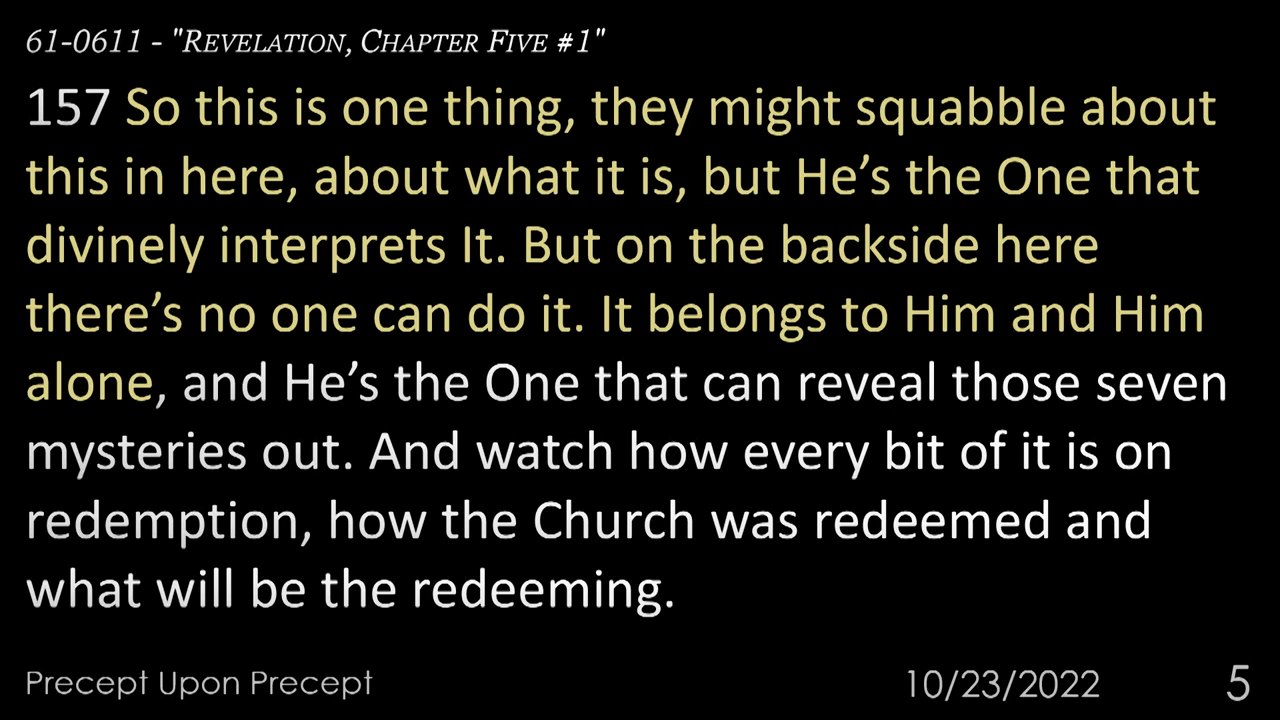 61-0611 - "Revelation, Chapter Five #1"
157 So this is one thing, they might squabble about
this in here, about what it is, but He’s the One that
divinely interprets It. But on the backside here
there’s no one can do it. It belongs to Him and Him
alone, and He’s the One that can reveal those seven
mysteries out. And watch how every bit of it is on
redemption, how the Church was redeemed and
what will be the redeeming.
Precept Upon Precept 10/23/2022 5